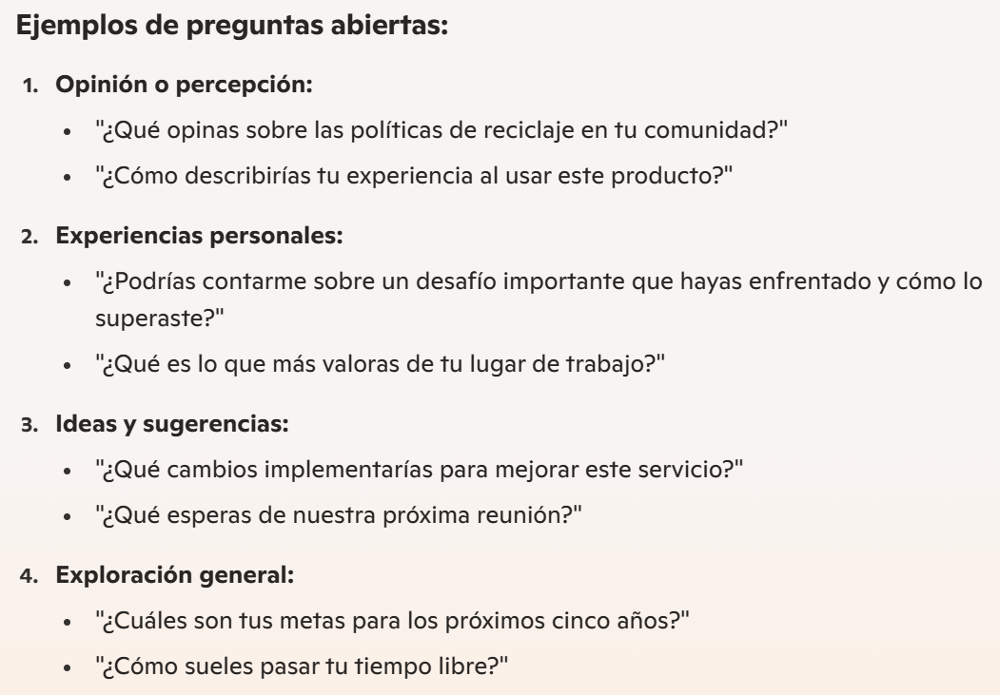 Ejemplos de preguntas abiertas:
1. Opinión o percepción:
• "¿Qué opinas sobre las políticas de reciclaje en tu comunidad?"
• "¿Cómo describirías tu experiencia al usar este producto?"
2. Experiencias personales:
• "¿Podrías contarme sobre un desafío importante que hayas enfrentado y cómo lo
superaste?"
• "¿Qué es lo que más valoras de tu lugar de trabajo?"
3. Ideas y sugerencias:
• "¿Qué cambios implementarías para mejorar este servicio?"
• "¿Qué esperas de nuestra próxima reunión?"
4. Exploración general:
• "¿Cuáles son tus metas para los próximos cinco años?"
• "¿Cómo sueles pasar tu tiempo libre?"